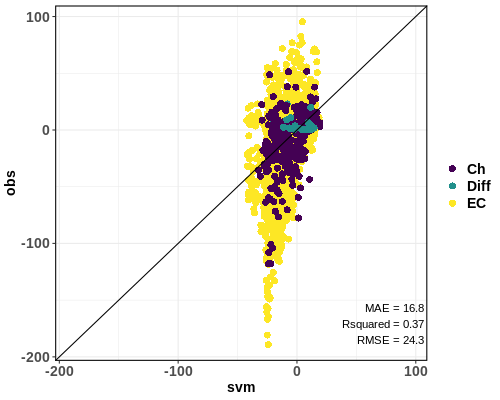 100
0
-100
-200
obs
-200
-100
0
100
svm
MAE = 16.8
Rsquared = 0.37
RMSE = 24.3
Ch
Diff
EC